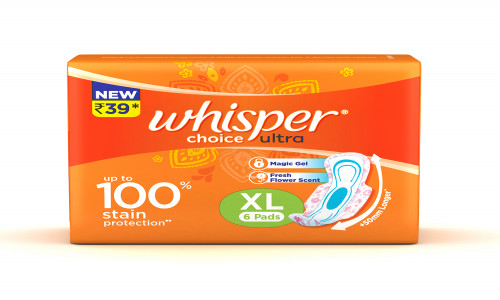 NEW
₹39*
whisper®
choice ultra
Magic Gel
Fresh
Flower Scent
up to
100%
stain
protection**
XL
6 Pads
+50mm Longer^